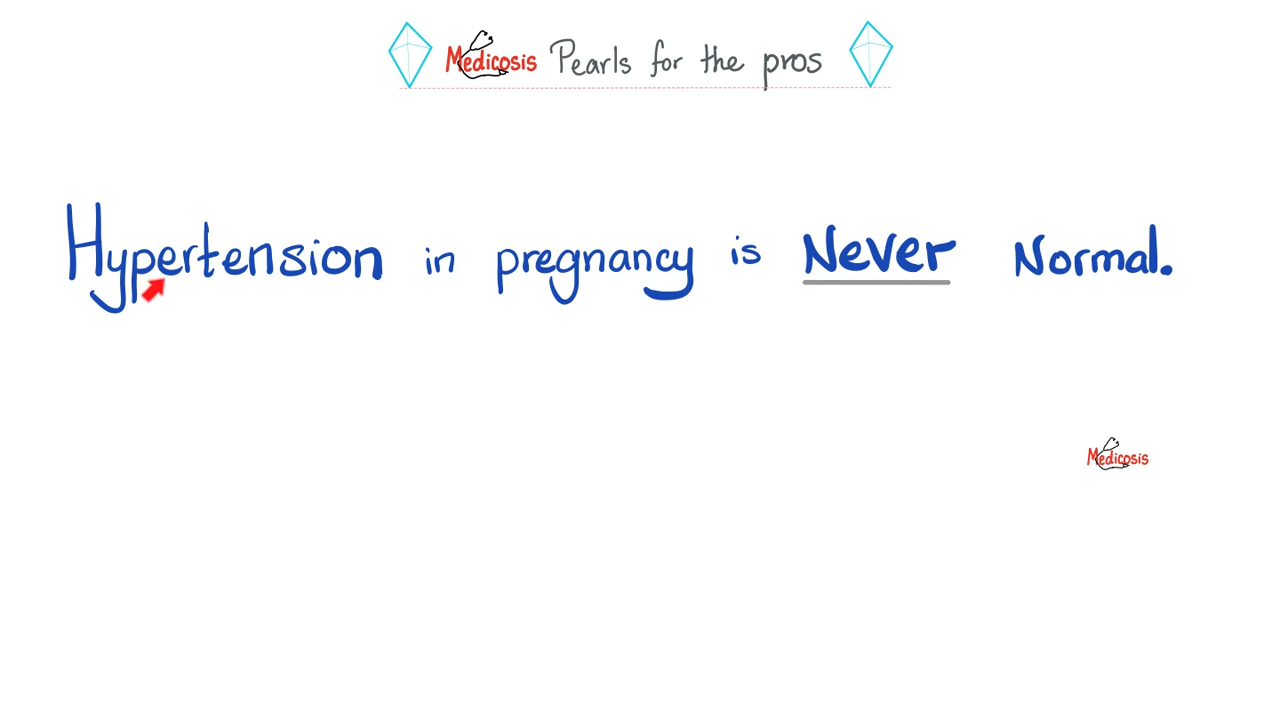 Medicosis Pearls for the pros
Hypertension in pregnancy is Never Normal.
Medicosis